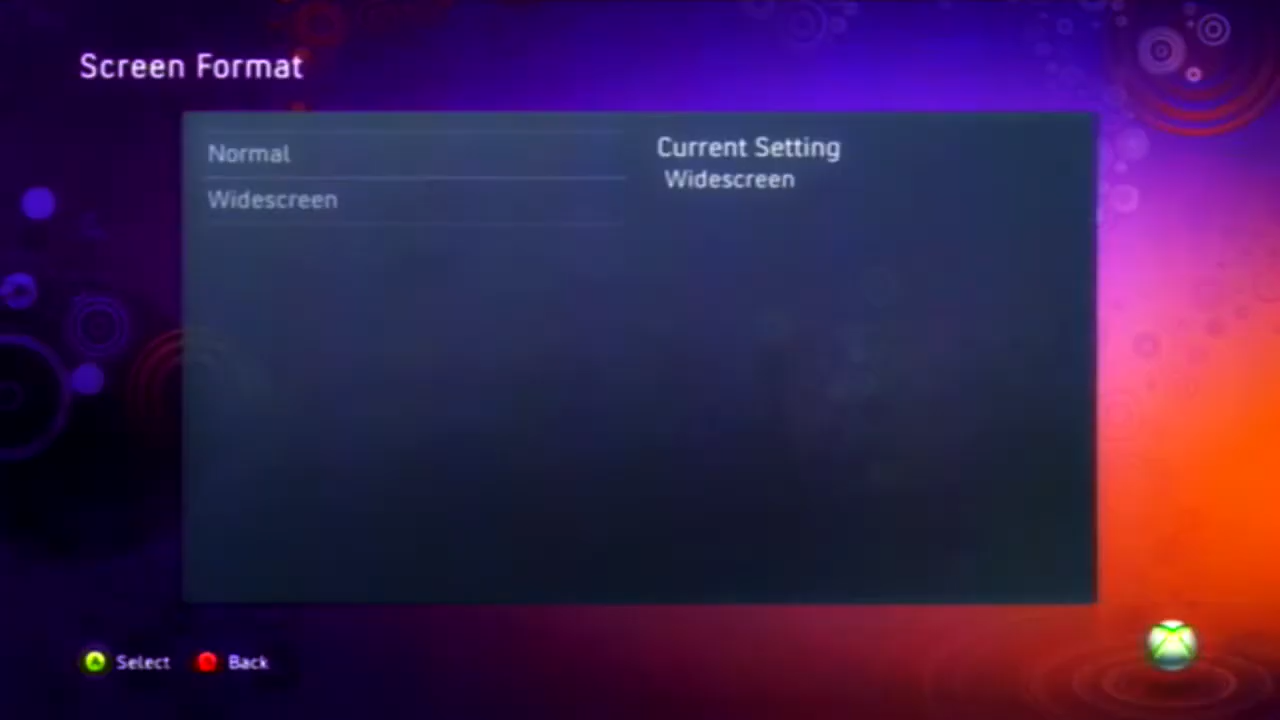 Screen Format
Normal
Widescreen
Current Setting
Widescreen
A Select
Back